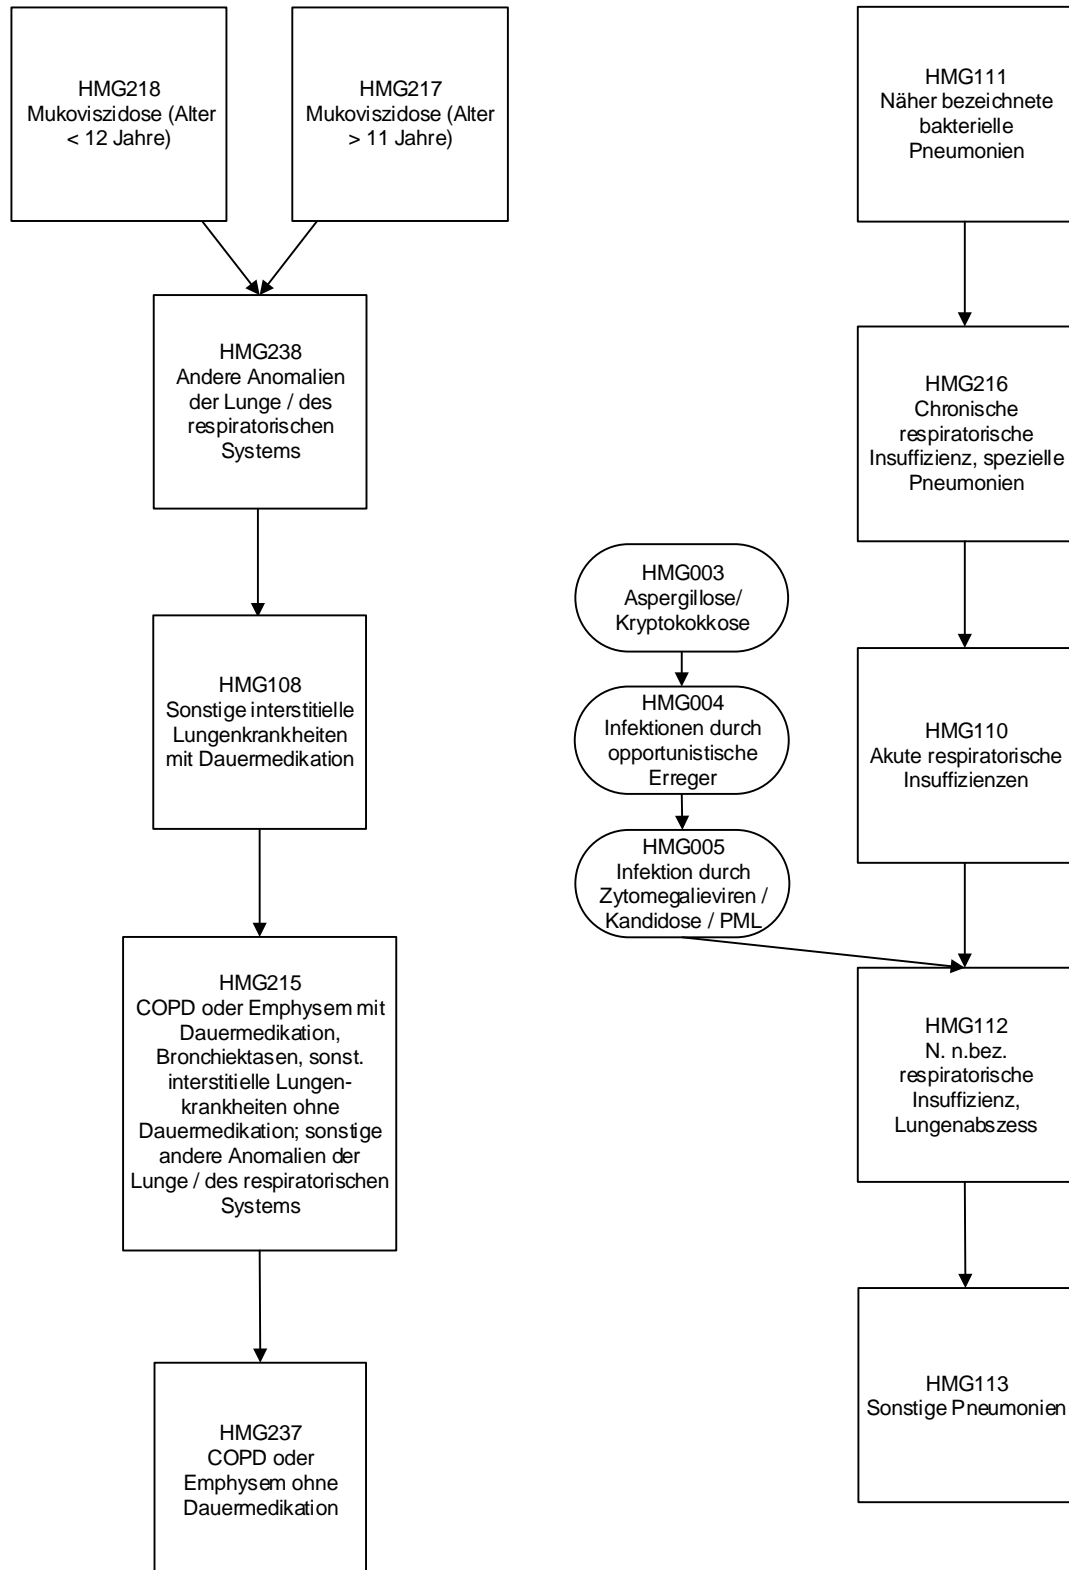 HMG218
Mukoviszidose (Alter
< 12 Jahre)
HMG217
Mukoviszidose (Alter
> 11 Jahre)
HMG238
Andere Anomalien
der Lunge / des
respiratorischen
Systems
HMG108
Sonstige interstitielle
Lungenkrankheiten
mit Dauermedikation
HMG215
COPD oder Emphysem mit
Dauermedikation,
Bronchiektasen, sonst.
interstitielle Lungen-
krankheiten ohne
Dauermedikation; sonstige
andere Anomalien der
Lunge / des respiratorischen
Systems
HMG237
COPD oder
Emphysem ohne
Dauermedikation
HMG003
Aspergillose/
Kryptokokkose
HMG004
Infektionen durch
opportunistische
Erreger
HMG005
Infektion durch
Zytomegalieviren /
Kandidose / PML
HMG111
Näher bezeichnete
bakterielle
Pneumonien
HMG216
Chronische
respiratorische
Insuffizienz, spezielle
Pneumonien
HMG110
Akute respiratorische
Insuffizienzen
HMG112
N. n.bez.
respiratorische
Insuffizienz,
Lungenabszess
HMG113
Sonstige Pneumonien